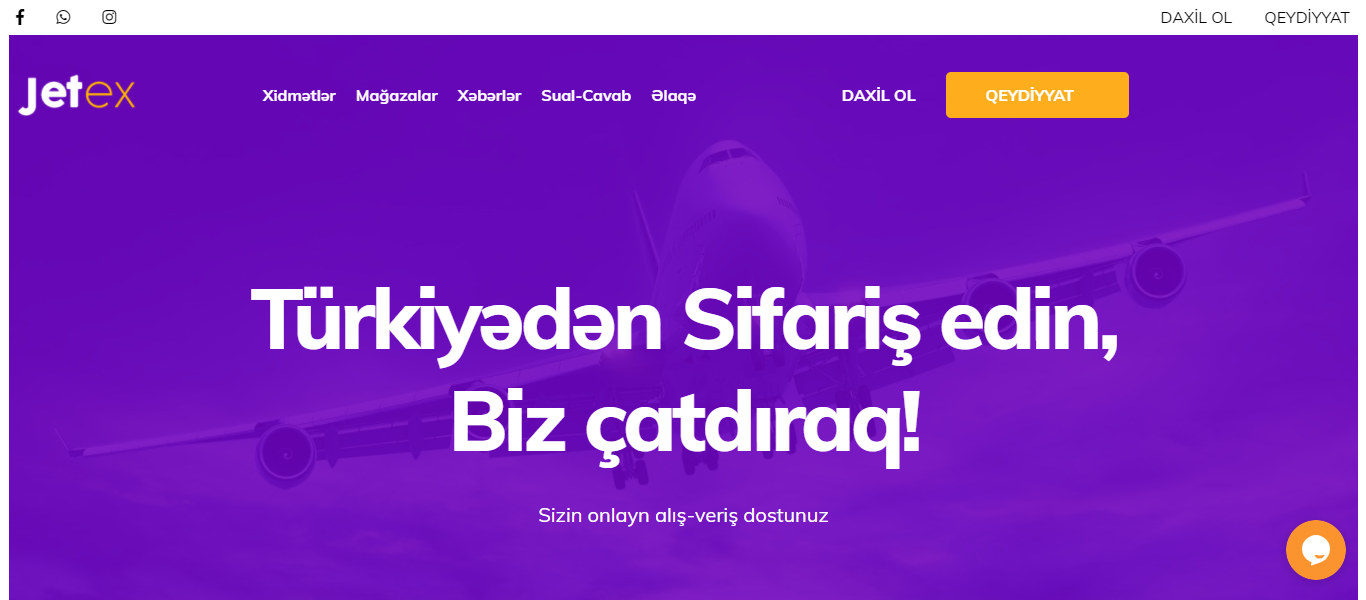 DAXİL OL QEYDİYYAT
Jetex Xidmətlər Mağazalar Xəbərlər Sual-Cavab Əlaqə DAXİL OL QEYDİYYAT
Türkiyədən Sifariş edin,
Biz çatdıraq!
Sizin onlayn alış-veriş dostunuz